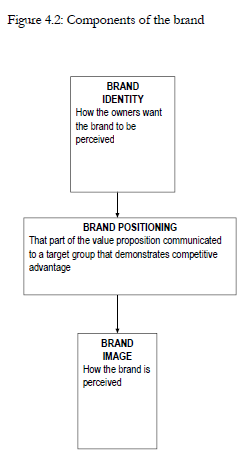 Figure 4.2: Components of the brand
BRAND
IDENTITY
How the owners want
the brand to be
perceived
BRAND POSITIONING
That part of the value proposition communicated
to a target group that demonstrates competitive
advantage
BRAND
IMAGE
How the brand is
perceived